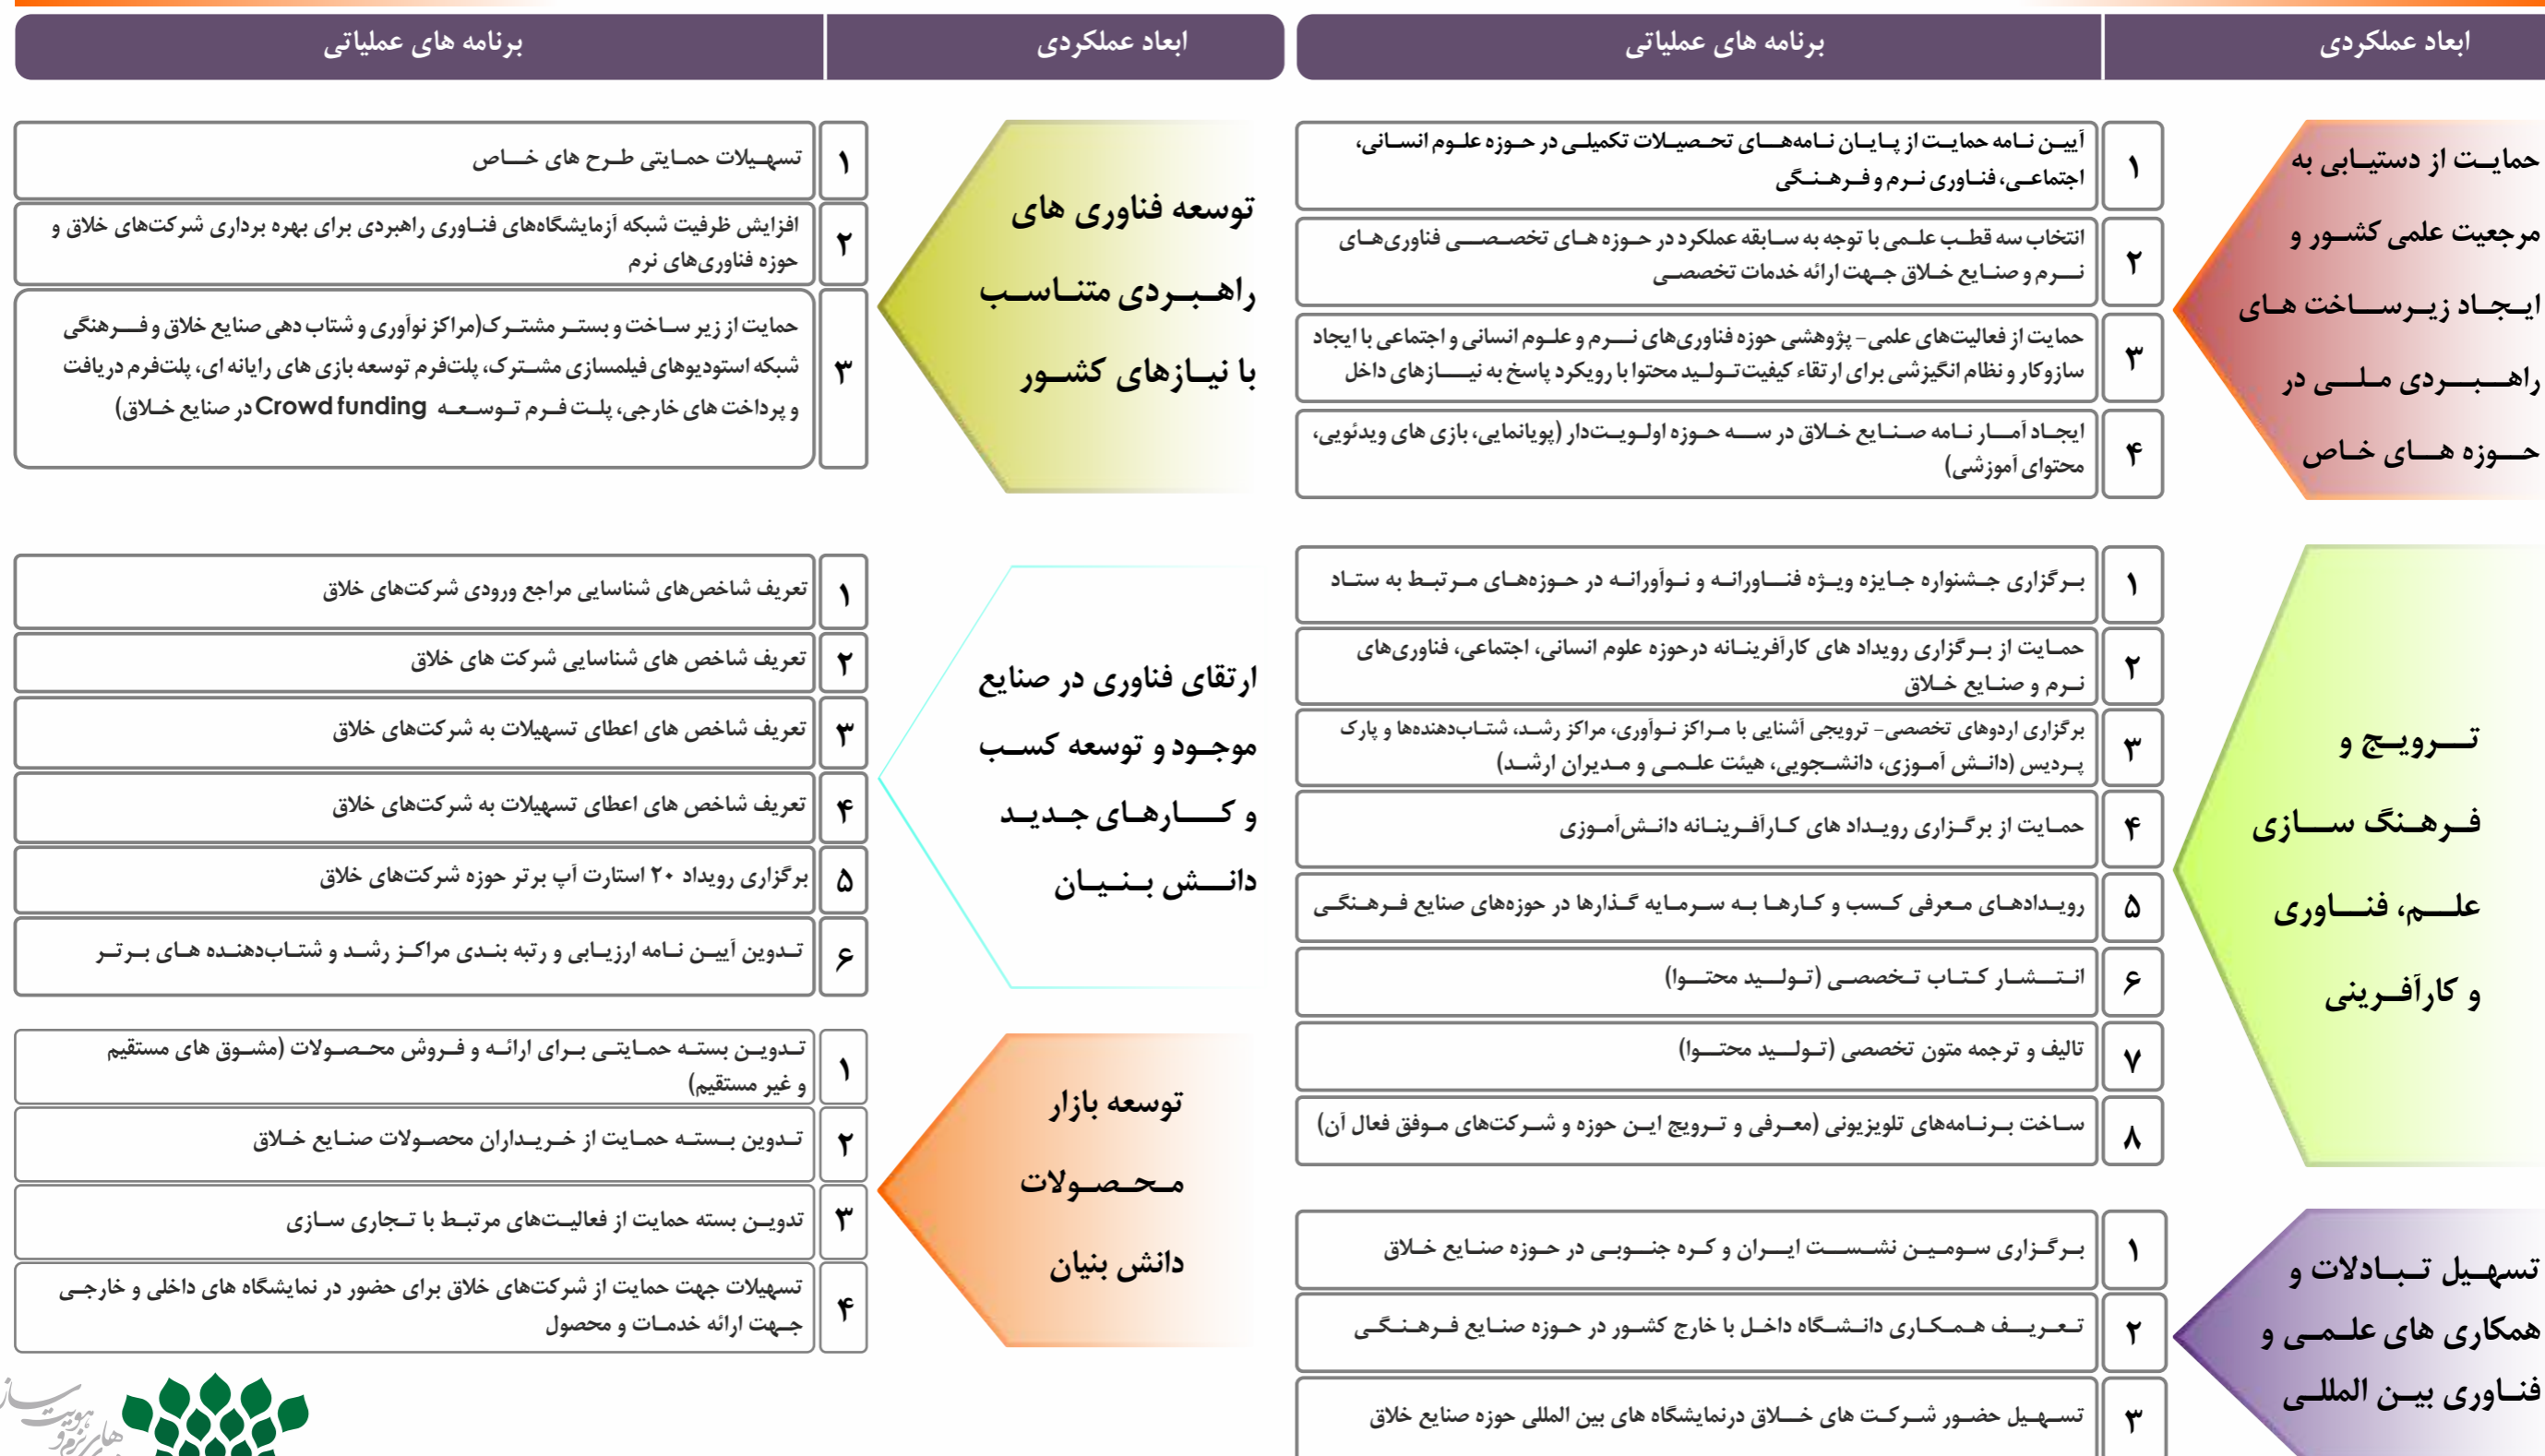 ابعاد عملکردی
برنامه های عملیاتی
حمایت از دستیابی به
مرجعیت علمی کشور و
ایجاد زیرساخت های
راهبردی ملی در
حوزه های خاص
۱
آیین نامه حمایت از پایان نامه‌های تحصیلات تکمیلی در حوزه علوم انسانی،
اجتماعی، فناوری نرم و فرهنگی
۲
انتخاب سه قطب علمی با توجه به سابقه عملکرد در حوزه های تخصصی فناوری‌های
نرم و صنایع خلاق جهت ارائه خدمات تخصصی
۳
حمایت از فعالیت‌های علمی- پژوهشی حوزه فناوری‌های نرم و علوم انسانی و اجتماعی با ایجاد
سازوکار و نظام انگیزشی برای ارتقاء کیفیت تولید محتوا با رویکرد پاسخ به نیازهای داخل
۴
ایجاد آمار نامه صنایع خلاق در سه حوزه اولویت‌دار (پویانمایی، بازی های ویدئویی،
محتوای آموزشی)
ترویج و
فرهنگ سازی
علم، فناوری
و کارآفرینی
۱
برگزاری جشنواره جایزه ویژه فناورانه و نوآورانه در حوزه‌های مرتبط به ستاد
۲
حمایت از برگزاری رویداد های کارآفرینانه درحوزه علوم انسانی، اجتماعی، فناوری‌های
نرم و صنایع خلاق
۳
برگزاری اردوهای تخصصی- ترویجی آشنایی با مراکز نوآوری، مراکز رشد، شتاب‌دهنده‌ها و پارک
پردیس (دانش آموزی، دانشجویی، هیئت علمی و مدیران ارشد)
۴
حمایت از برگزاری رویداد های کارآفرینانه دانش‌آموزی
۵
رویدادهای معرفی کسب و کارها به سرمایه گذارها در حوزه‌های صنایع فرهنگی
۶
انتشار کتاب تخصصی (تولید محتوا)
۷
تالیف و ترجمه متون تخصصی (تولید محتوا)
۸
ساخت برنامه‌های تلویزیونی (معرفی و ترویج این حوزه و شرکت‌های موفق فعال آن)
تسهیل تبادلات و
همکاری های علمی و
فناوری بین المللی
۱
برگزاری سومین نشست ایران و کره جنوبی در حوزه صنایع خلاق
۲
تعریف همکاری دانشگاه داخل با خارج کشور در حوزه صنایع فرهنگی
۳
تسهیل حضور شرکت های خلاق درنمایشگاه های بین المللی حوزه صنایع خلاق
ابعاد عملکردی
برنامه های عملیاتی
توسعه فناوری های
راهبردی متناسب
با نیازهای کشور
۱
تسهیلات حمایتی طرح های خاص
۲
افزایش ظرفیت شبکه آزمایشگاه‌های فناوری راهبردی برای بهره برداری شرکت‌های خلاق و
حوزه فناوری‌های نرم
۳
حمایت از زیر ساخت و بستر مشترک(مراکز نوآوری و شتاب دهی صنایع خلاق و فرهنگی
شبکه استودیوهای فیلمسازی مشترک، پلت‌فرم توسعه بازی های رایانه ای، پلت‌فرم دریافت
و پرداخت های خارجی، پلت فرم توسعه Crowd funding در صنایع خلاق)
ارتقای فناوری در صنایع
موجود و توسعه کسب
و کارهای جدید
دانش بنیان
۱
تعریف شاخص‌های شناسایی مراجع ورودی شرکت‌های خلاق
۲
تعریف شاخص های شناسایی شرکت های خلاق
۳
تعریف شاخص های اعطای تسهیلات به شرکت‌های خلاق
۴
تعریف شاخص های اعطای تسهیلات به شرکت‌های خلاق
۵
برگزاری رویداد ۲۰ استارت آپ برتر حوزه شرکت‌های خلاق
۶
تدوین آیین نامه ارزیابی و رتبه بندی مراکز رشد و شتاب‌دهنده های برتر
توسعه بازار
محصولات
دانش بنیان
۱
تدوین بسته حمایتی برای ارائه و فروش محصولات (مشوق های مستقیم
و غیر مستقیم)
۲
تدوین بسته حمایت از خریداران محصولات صنایع خلاق
۳
تدوین بسته حمایت از فعالیت‌های مرتبط با تجاری سازی
۴
تسهیلات جهت حمایت از شرکت‌های خلاق برای حضور در نمایشگاه های داخلی و خارجی
جهت ارائه خدمات و محصول